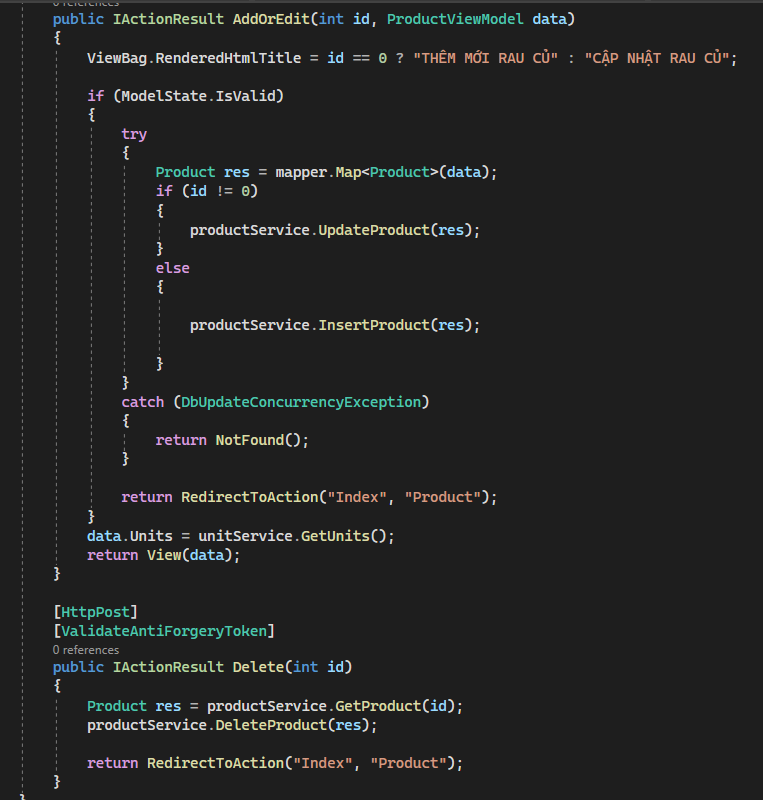 0 references
public IActionResult AddOrEdit(int id, ProductViewModel data)
{
ViewBag.RenderedHtmlTitle = id == 0 ? "THÊM MỚI RAU CỦ" : "CẬP NHẬT RAU CỦ";
if (ModelState.IsValid)
{
try
{
Product res = mapper.Map<Product>(data);
if (id != 0)
{
productService.UpdateProduct(res);
}
else
{
productService.InsertProduct(res);
}
}
catch (DbUpdateConcurrencyException)
{
return NotFound();
}
return RedirectToAction("Index", "Product");
}
data.Units = unitService.GetUnits();
return View(data);
}
[HttpPost]
[ValidateAntiForgeryToken]
0 references
public IActionResult Delete(int id)
{
Product res = productService.GetProduct(id);
productService.DeleteProduct(res);
return RedirectToAction("Index", "Product");
}
}